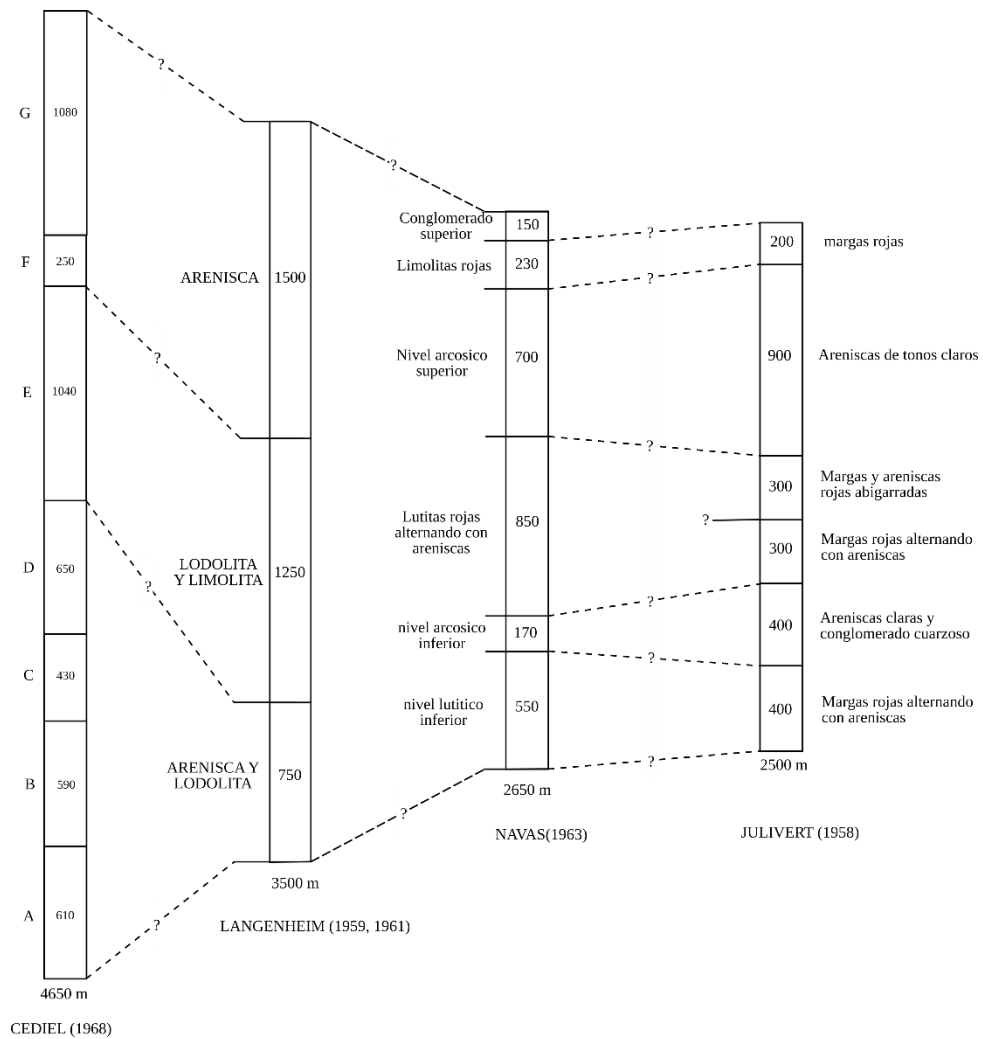 G
1080
F
250
E
1040
D
650
C
430
B
590
A
610
4650 m
CEDIEL (1968)
?
?
?
?
ARENISCA
1500
LODOLITA
Y LIMOLITA
1250
ARENISCA Y
LODOLITA
750
3500 m
LANGENHEIM (1959, 1961)
?
?
Conglomerado
superior
150
Limolitas rojas
230
Nivel arcosico
superior
700
Lutitas rojas
alternando con
areniscas
850
nivel arcosico
inferior
170
nivel lutitico
inferior
550
2650 m
NAVAS(1963)
?
?
?
?
?
?
?
200
margas rojas
900
Areniscas de tonos claros
300
Margas y areniscas
rojas abigarradas
300
Margas rojas alternando
con areniscas
400
Areniscas claras y
conglomerado cuarzoso
400
Margas rojas alternando
con areniscas
2500 m
JULIVERT (1958)